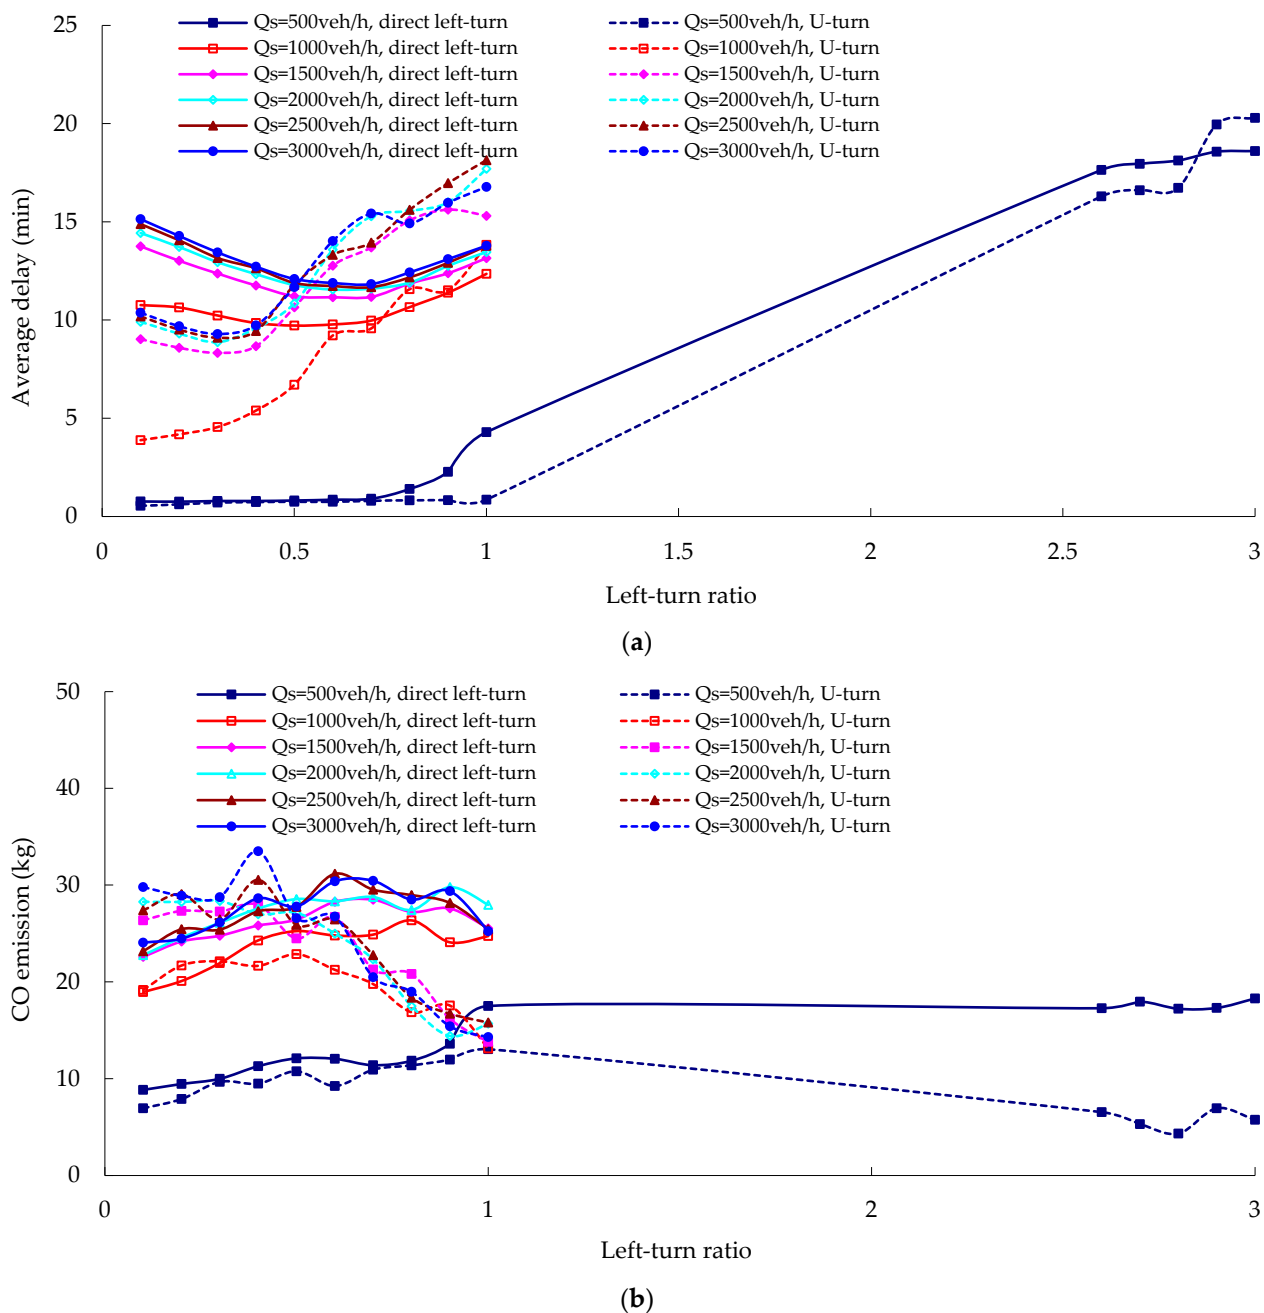 25
20
15
10
5
0
Average delay (min)
Qs=500veh/h, direct left-turn
Qs=1000veh/h, direct left-turn
Qs=1500veh/h, direct left-turn
Qs=2000veh/h, direct left-turn
Qs=2500veh/h, direct left-turn
Qs=3000veh/h, direct left-turn
Qs=500veh/h, U-turn
Qs=1000veh/h, U-turn
Qs=1500veh/h, U-turn
Qs=2000veh/h, U-turn
Qs=2500veh/h, U-turn
Qs=3000veh/h, U-turn
0 0.5 1 1.5 2 2.5 3
Left-turn ratio
(a)
50
40
30
20
10
0
CO emission (kg)
Qs=500veh/h, direct left-turn
Qs=1000veh/h, direct left-turn
Qs=1500veh/h, direct left-turn
Qs=2000veh/h, direct left-turn
Qs=2500veh/h, direct left-turn
Qs=3000veh/h, direct left-turn
Qs=500veh/h, U-turn
Qs=1000veh/h, U-turn
Qs=1500veh/h, U-turn
Qs=2000veh/h, U-turn
Qs=2500veh/h, U-turn
Qs=3000veh/h, U-turn
0 1 2 3
Left-turn ratio
(b)